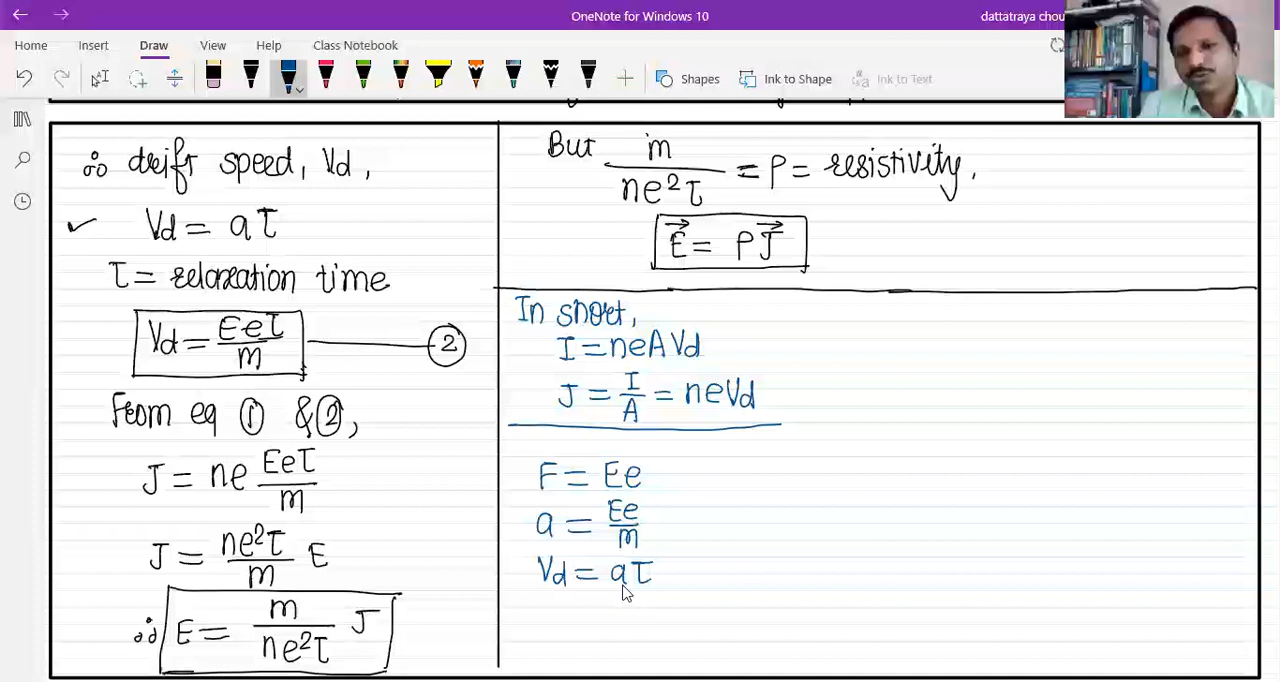 OneNote for Windows 10
dattatraya chou
Home Insert Draw View Help Class Notebook
Shapes Ink to Shape Ink to Text
∴ drift speed, Vd,
✓ Vd = aτ
τ = relaxation time
Vd = Eeτ/m —— ②
From eq ① & ②,
J = ne Eeτ/m
J = ne²τ/m E
∴ E = m/ne²τ J
But m/ne²τ = ρ = resistivity,
E⃗ = ρJ⃗
In short,
I = neAVd
J = I/A = neVd
F = Ee
a = Ee/m
Vd = aτ